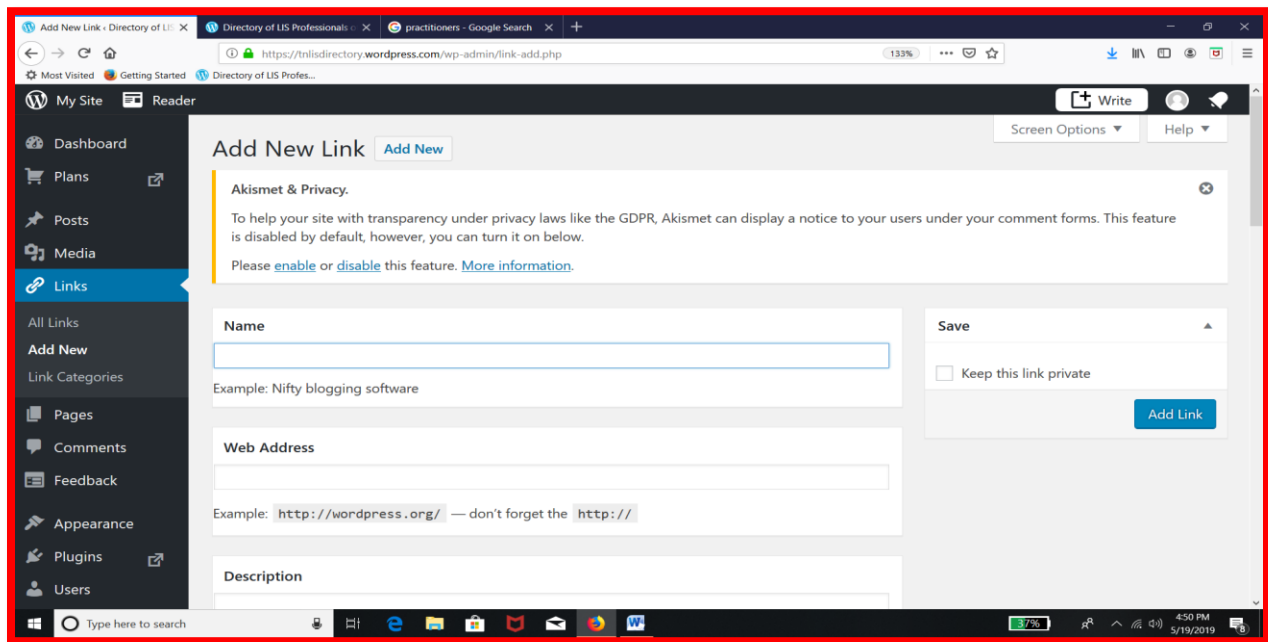 Add New Link ‹ Directory of LIS
Directory of LIS Professionals o
practitioners - Google Search
https://tnlisdirectory.wordpress.com/wp-admin/link-add.php
133%
Most Visited
Getting Started
Directory of LIS Profes...
My Site
Reader
Write
Dashboard
Plans
Posts
Media
Links
All Links
Add New
Link Categories
Pages
Comments
Feedback
Appearance
Plugins
Users
Screen Options
Help
Add New Link
Add New
Akismet & Privacy.
To help your site with transparency under privacy laws like the GDPR, Akismet can display a notice to your users under your comment forms. This feature
is disabled by default, however, you can turn it on below.
Please enable or disable this feature. More information.
Name
Example: Nifty blogging software
Web Address
Example: http://wordpress.org/ — don't forget the http://
Description
Save
Keep this link private
Add Link
Type here to search
37%
4:50 PM
5/19/2019
8